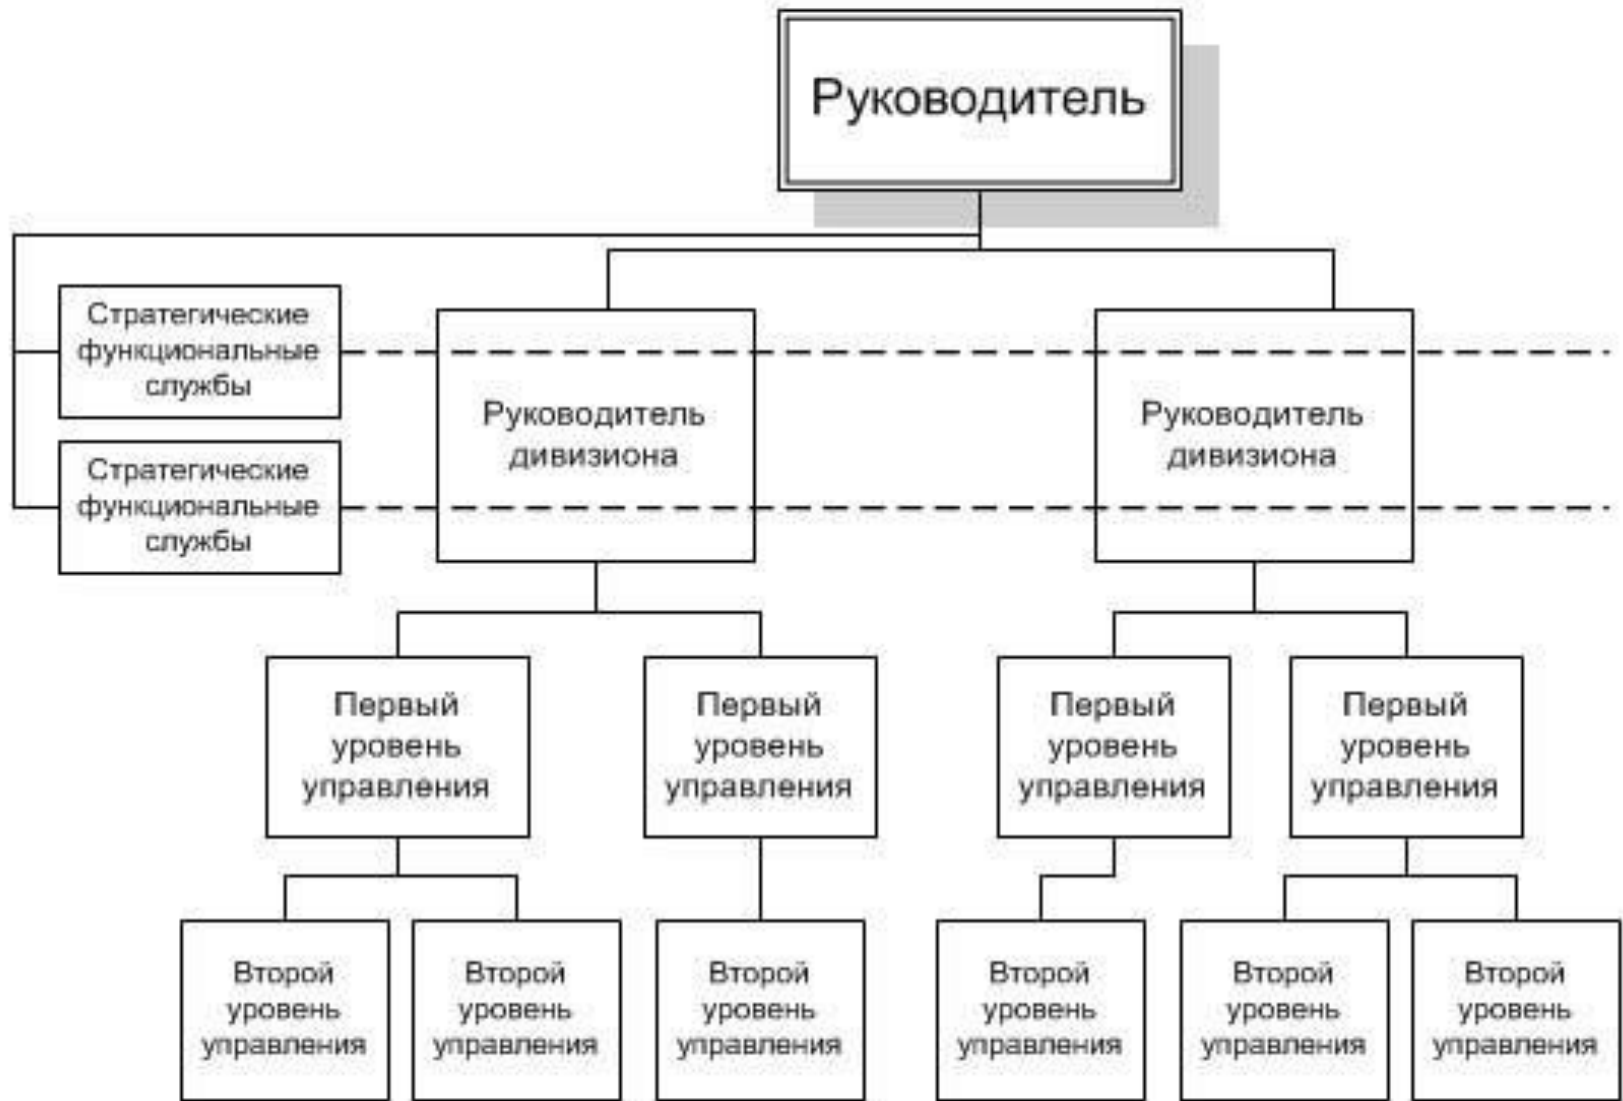 Руководитель
Стратегические
функциональные
службы
Стратегические
функциональные
службы
Руководитель
дивизиона
Руководитель
дивизиона
Первый
уровень
управления
Первый
уровень
управления
Первый
уровень
управления
Первый
уровень
управления
Второй
уровень
управления
Второй
уровень
управления
Второй
уровень
управления
Второй
уровень
управления
Второй
уровень
управления
Второй
уровень
управления